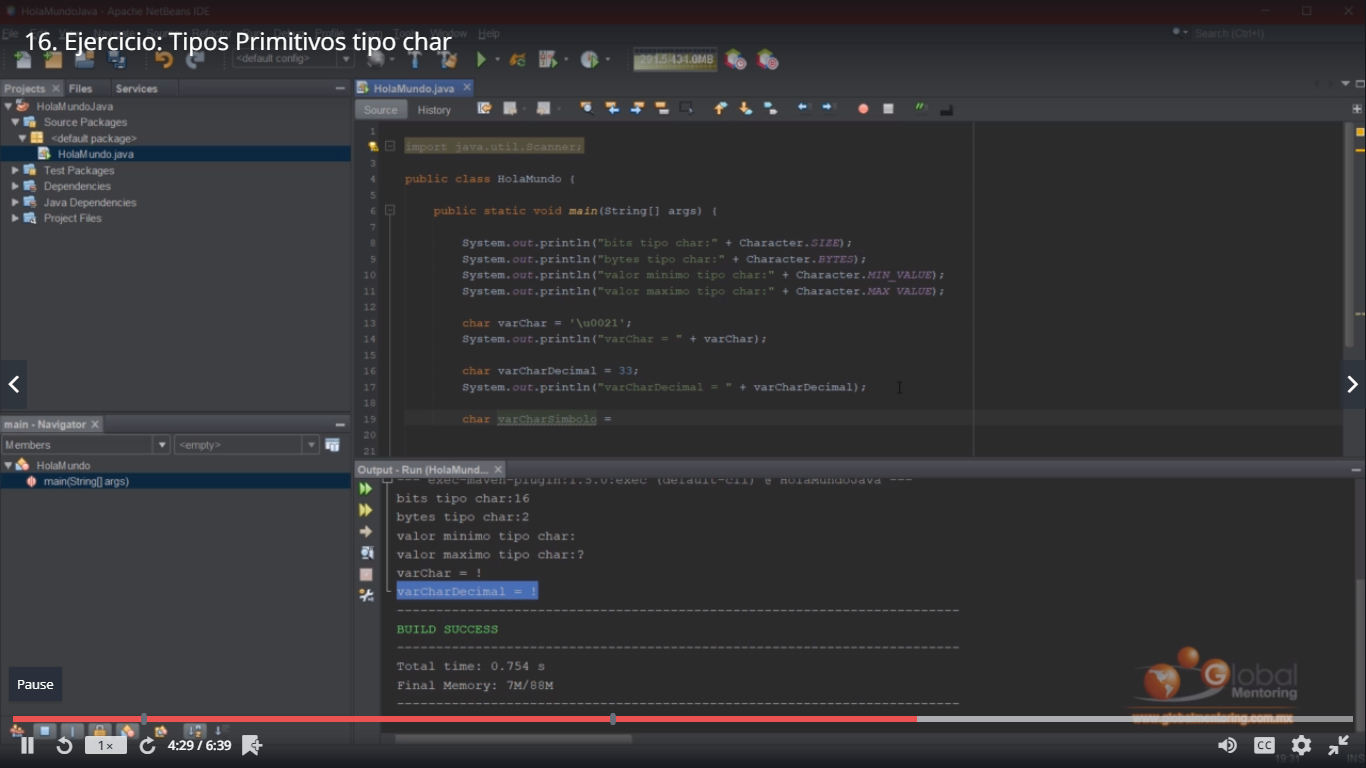 HolaMundoJava - Apache NetBeans IDE
16. Ejercicio: Tipos Primitivos tipo char
Window Help
Search (Ctrl+I)
<default config>
Projects Files Services
HolaMundoJava
Source Packages
<default package>
HolaMundo.java
Test Packages
Dependencies
Java Dependencies
Project Files
HolaMundo.java
Source History
1
import java.util.Scanner;
3
4 public class HolaMundo {
5
6 public static void main(String[] args) {
7
8 System.out.println("bits tipo char:" + Character.SIZE);
9 System.out.println("bytes tipo char:" + Character.BYTES);
10 System.out.println("valor minimo tipo char:" + Character.MIN_VALUE);
11 System.out.println("valor maximo tipo char:" + Character.MAX_VALUE);
12
13 char varChar = '\u0021';
14 System.out.println("varChar = " + varChar);
15
16 char varCharDecimal = 33;
17 System.out.println("varCharDecimal = " + varCharDecimal);
18
19 char varCharSimbolo =
20
21
main - Navigator
Members <empty>
HolaMundo
main(String[] args)
Output - Run (HolaMund...
--- exec-maven-plugin:1.5.0:exec (default-cli) @ HolaMundoJava ---
bits tipo char:16
bytes tipo char:2
valor minimo tipo char:
valor maximo tipo char:?
varChar = !
varCharDecimal = !
------------------------------------------------------------------------
BUILD SUCCESS
------------------------------------------------------------------------
Total time: 0.754 s
Final Memory: 7M/88M
------------------------------------------------------------------------
Global
Mentoring
www.globalmentoring.com.mx
Pause
1×
4:29 / 6:39
CC
19:31 INS